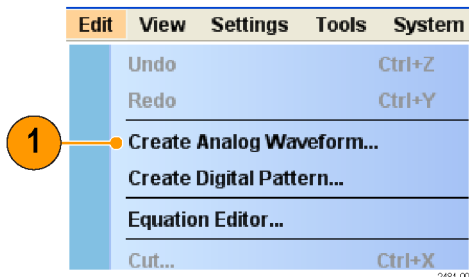 Edit View Settings Tools System
Undo Ctrl+Z
Redo Ctrl+Y
1 Create Analog Waveform...
Create Digital Pattern...
Equation Editor...
Cut... Ctrl+X